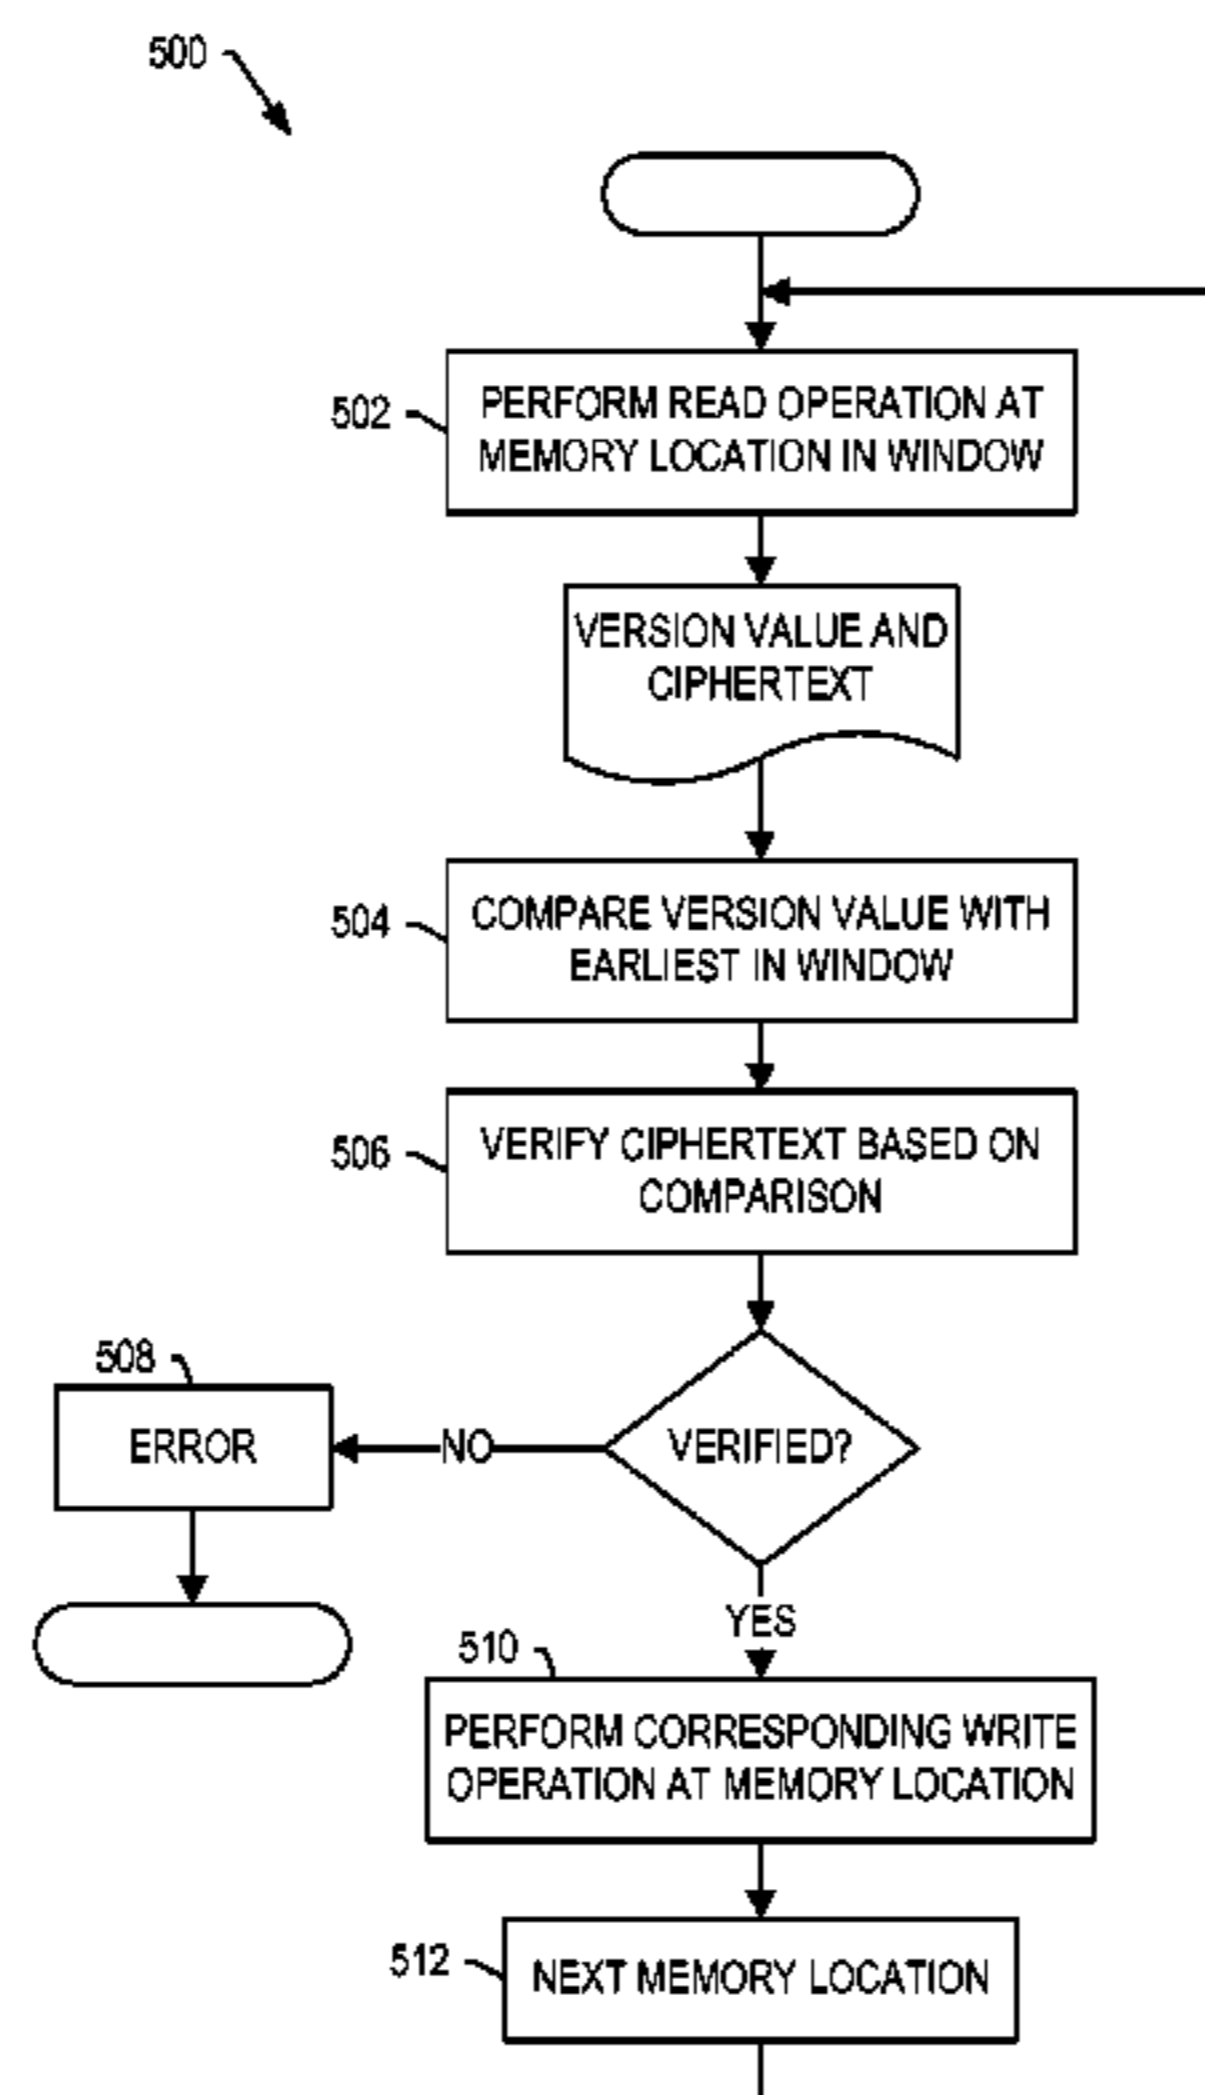 500
502
PERFORM READ OPERATION AT
MEMORY LOCATION IN WINDOW
VERSION VALUE AND
CIPHERTEXT
504
COMPARE VERSION VALUE WITH
EARLIEST IN WINDOW
506
VERIFY CIPHERTEXT BASED ON
COMPARISON
508
ERROR
NO
VERIFIED?
YES
510
PERFORM CORRESPONDING WRITE
OPERATION AT MEMORY LOCATION
512
NEXT MEMORY LOCATION